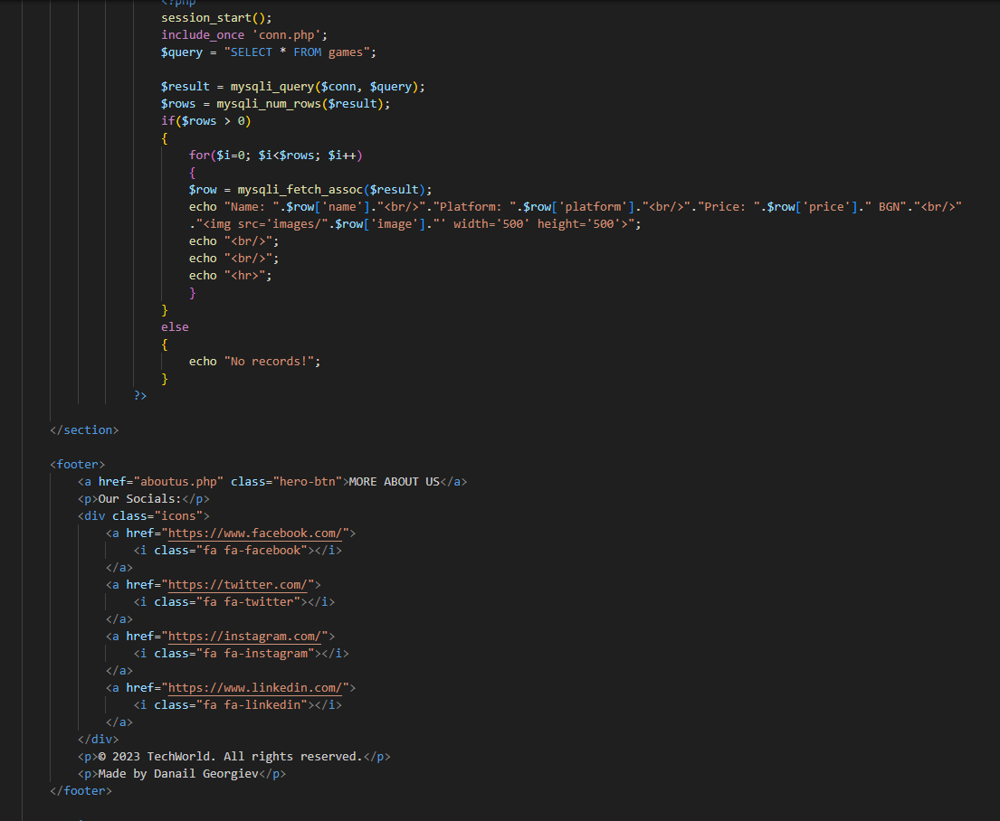 <?php
session_start();
include_once 'conn.php';
$query = "SELECT * FROM games";
$result = mysqli_query($conn, $query);
$rows = mysqli_num_rows($result);
if($rows > 0)
{
for($i=0; $i<$rows; $i++)
{
$row = mysqli_fetch_assoc($result);
echo "Name: ".$row['name']."<br/>"."Platform: ".$row['platform']."<br/>"."Price: ".$row['price']." BGN"."<br/>"
."<img src='images/".$row['image']."' width='500' height='500'>";
echo "<br/>";
echo "<br/>";
echo "<hr>";
}
}
else
{
echo "No records!";
}
?>
</section>
<footer>
<a href="aboutus.php" class="hero-btn">MORE ABOUT US</a>
<p>Our Socials:</p>
<div class="icons">
<a href="https://www.facebook.com/">
<i class="fa fa-facebook"></i>
</a>
<a href="https://twitter.com/">
<i class="fa fa-twitter"></i>
</a>
<a href="https://instagram.com/">
<i class="fa fa-instagram"></i>
</a>
<a href="https://www.linkedin.com/">
<i class="fa fa-linkedin"></i>
</a>
</div>
<p>© 2023 TechWorld. All rights reserved.</p>
<p>Made by Danail Georgiev</p>
</footer>